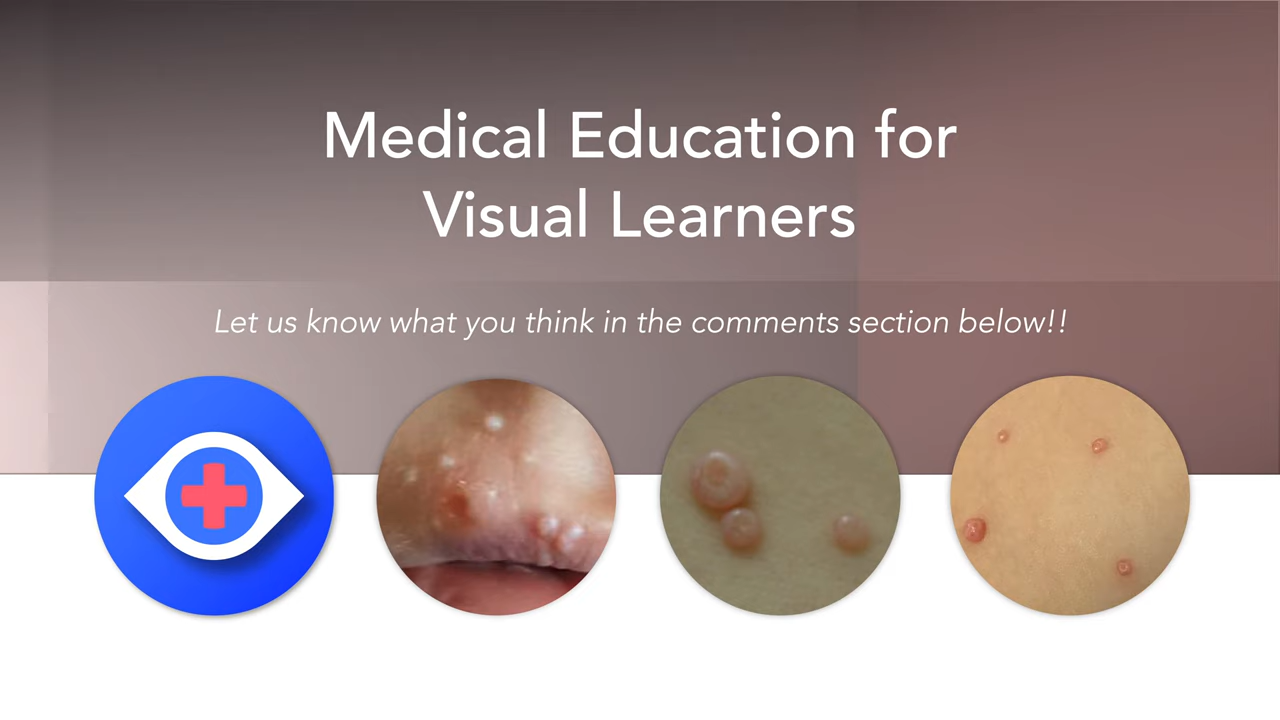 Medical Education for
Visual Learners
Let us know what you think in the comments section below!!